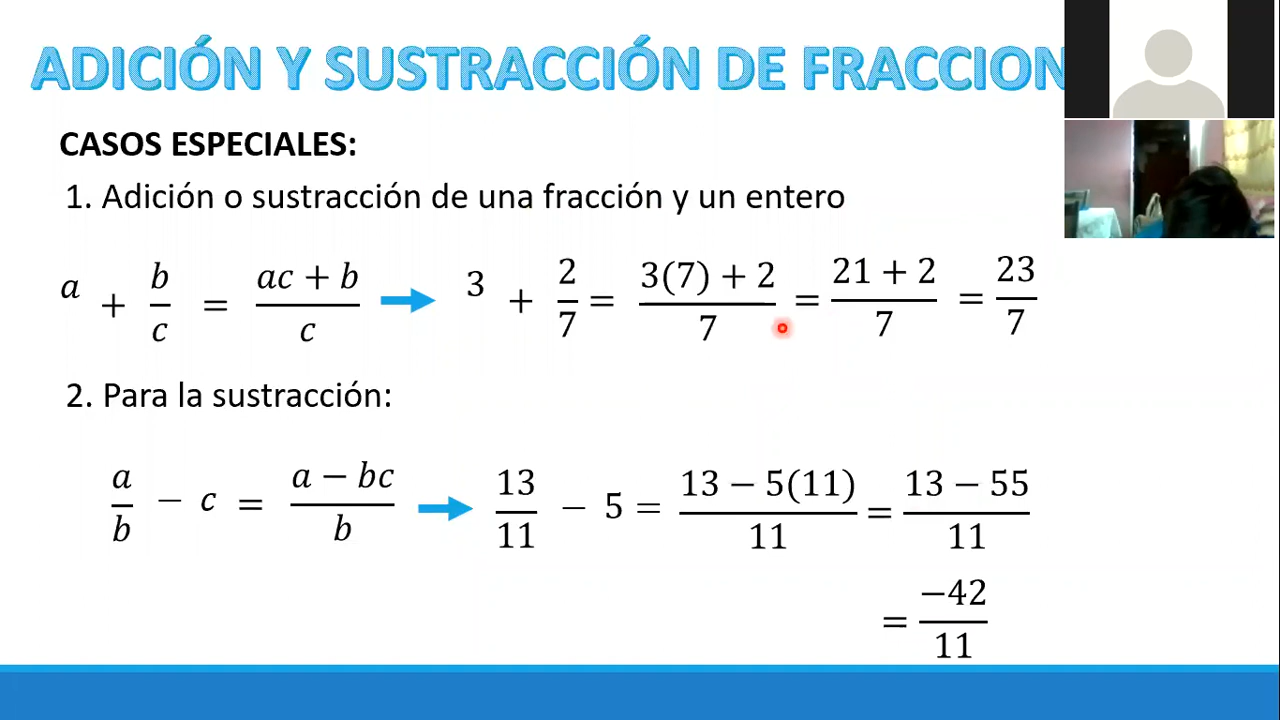 ADICIÓN Y SUSTRACCIÓN DE FRACCION
CASOS ESPECIALES:
1. Adición o sustracción de una fracción y un entero
a + b/c = (ac + b)/c → 3 + 2/7 = (3(7) + 2)/7 = (21 + 2)/7 = 23/7
2. Para la sustracción:
a/b − c = (a − bc)/b → 13/11 − 5 = (13 − 5(11))/11 = (13 − 55)/11
= −42/11